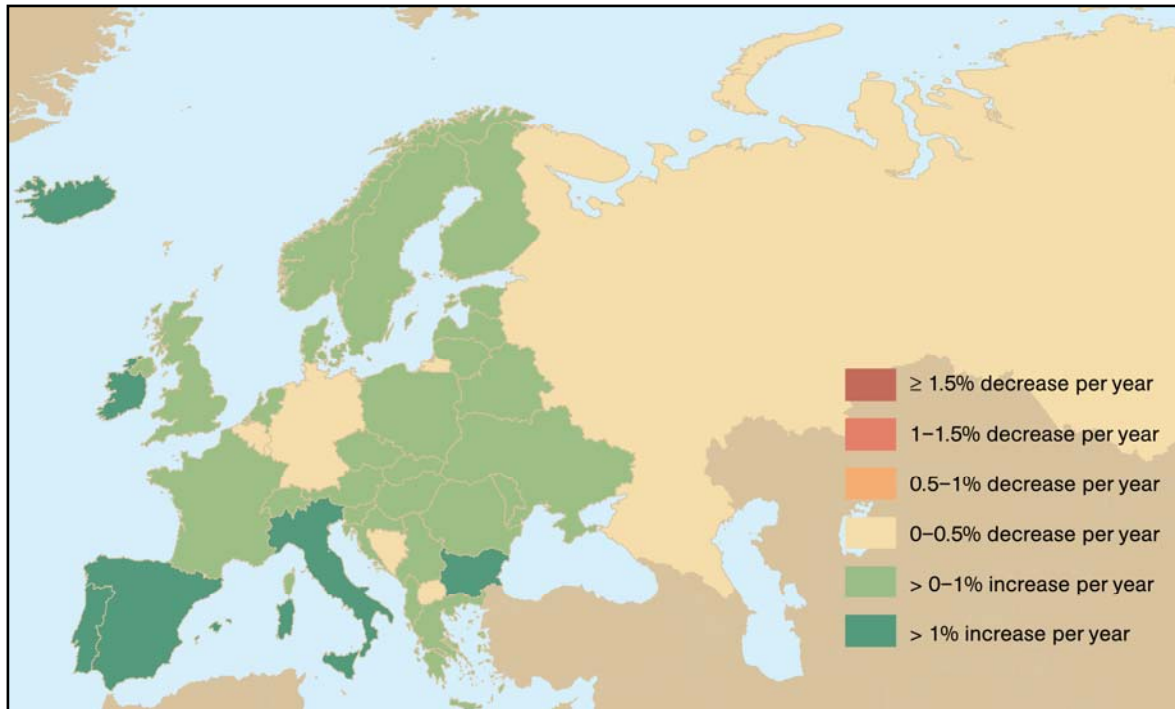 ≥ 1.5% decrease per year
1–1.5% decrease per year
0.5–1% decrease per year
0–0.5% decrease per year
> 0–1% increase per year
> 1% increase per year